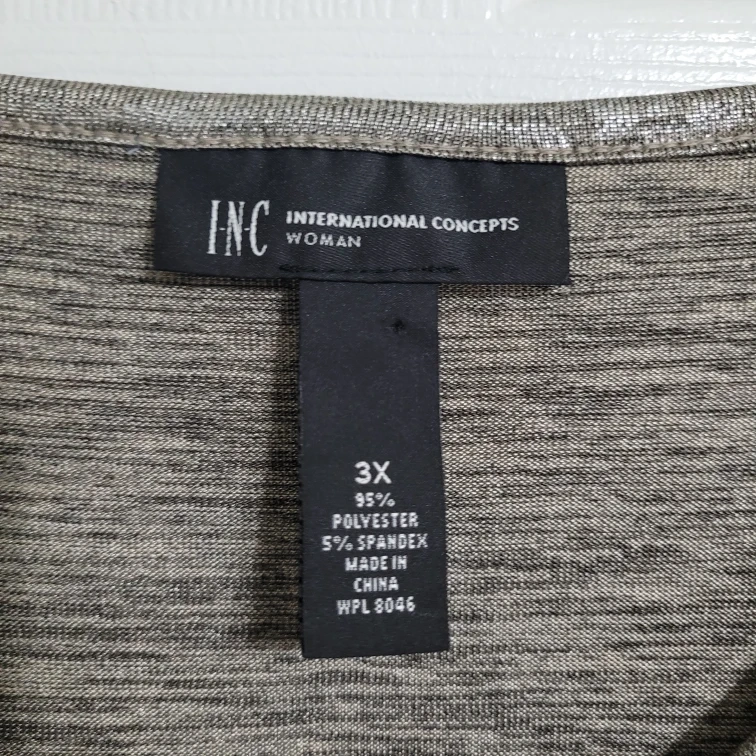 I·N·C INTERNATIONAL CONCEPTS
WOMAN
3X
95%
POLYESTER
5% SPANDEX
MADE IN
CHINA
WPL 8046